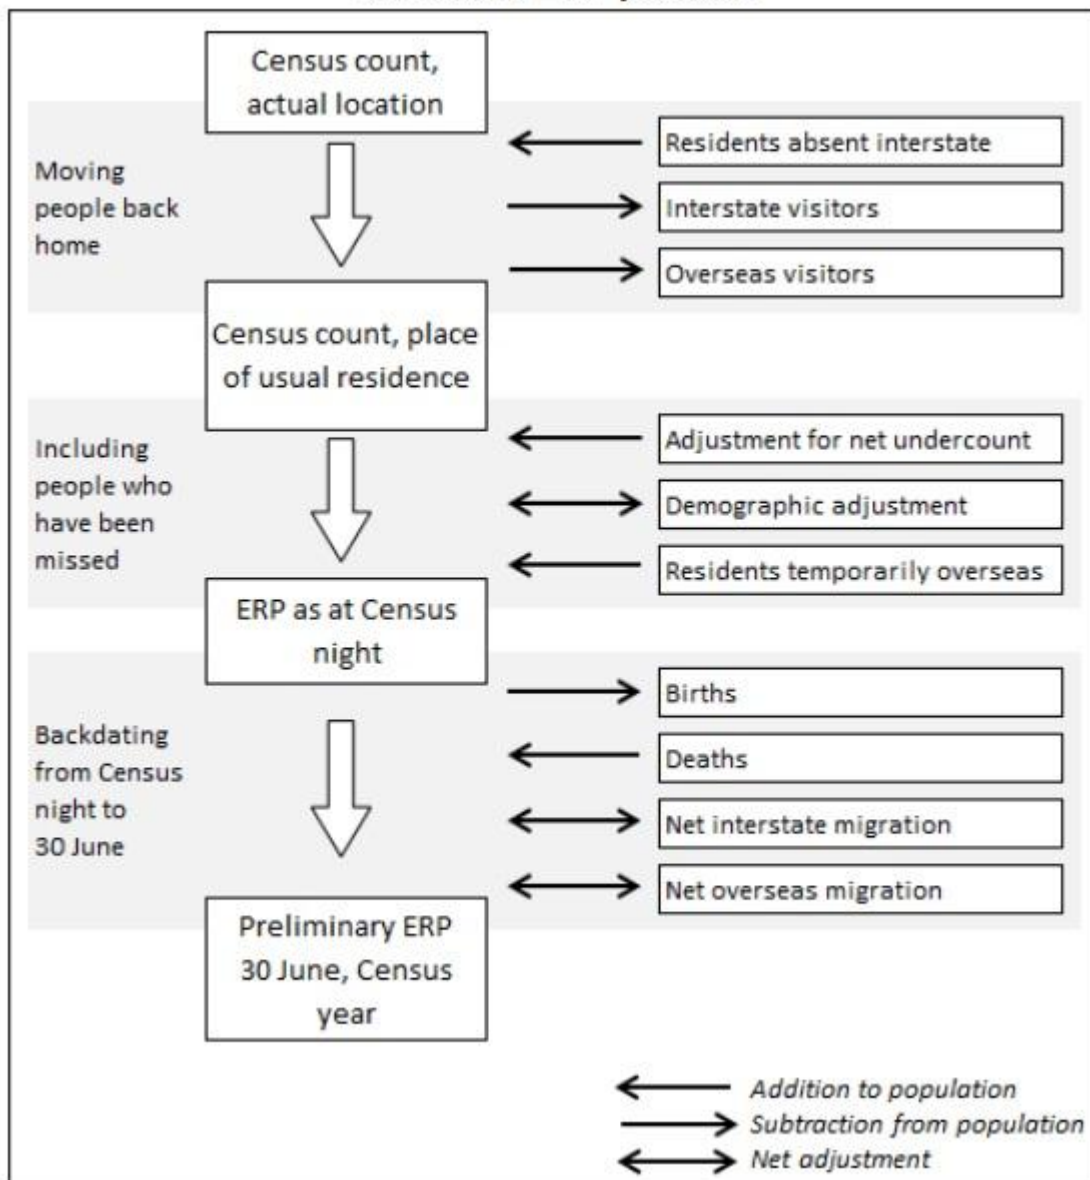 Census count,
actual location
Moving
people back
home
Residents absent interstate
Interstate visitors
Overseas visitors
Census count, place
of usual residence
Including
people who
have been
missed
Adjustment for net undercount
Demographic adjustment
Residents temporarily overseas
ERP as at Census
night
Backdating
from Census
night to
30 June
Births
Deaths
Net interstate migration
Net overseas migration
Preliminary ERP
30 June, Census
year
Addition to population
Subtraction from population
Net adjustment